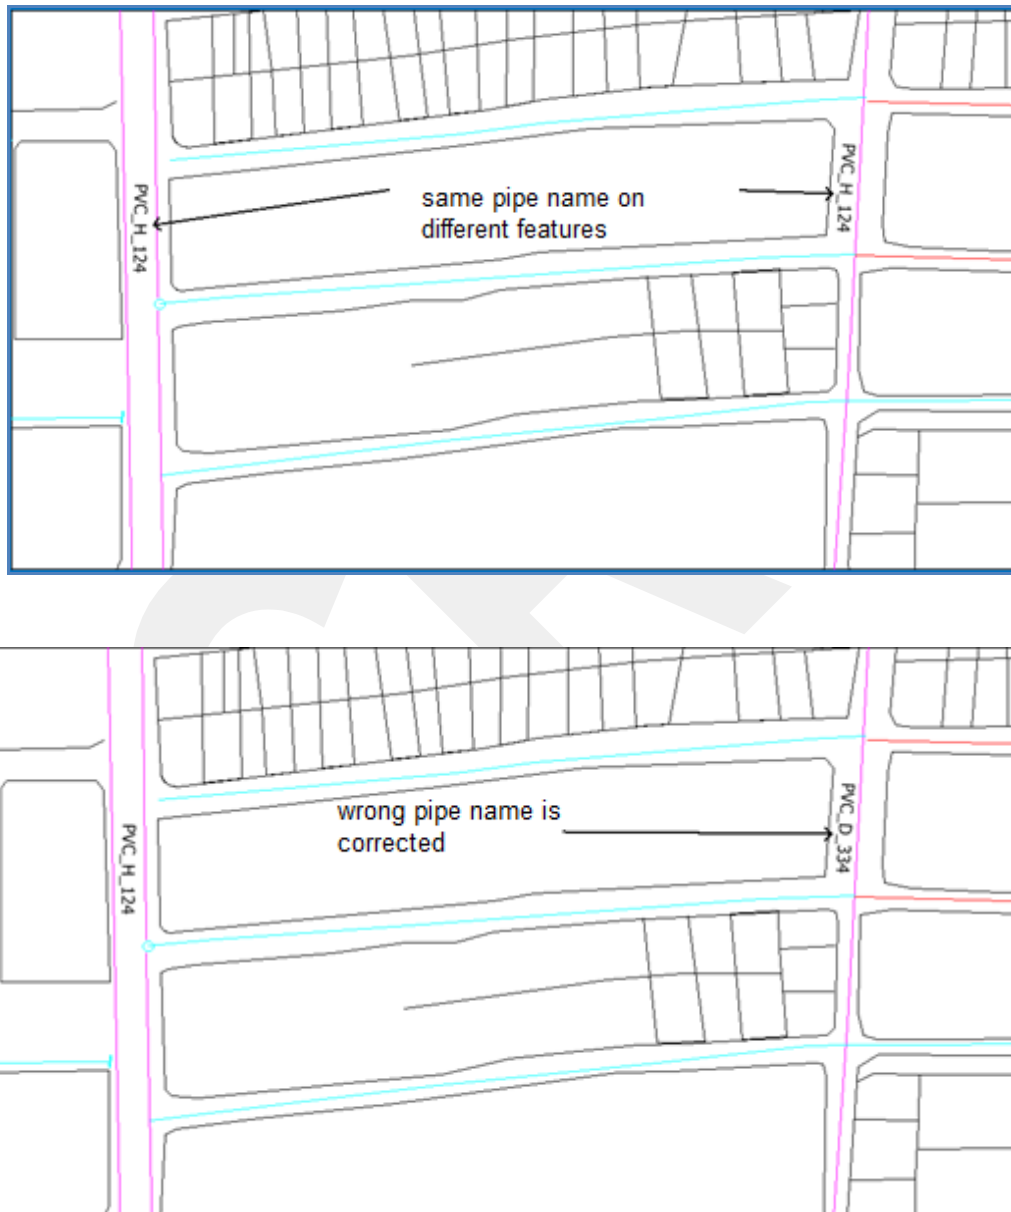 PVC_H_124
same pipe name on
different features
PVC_H_124
PVC_H_124
wrong pipe name is
corrected
PVC_D_334